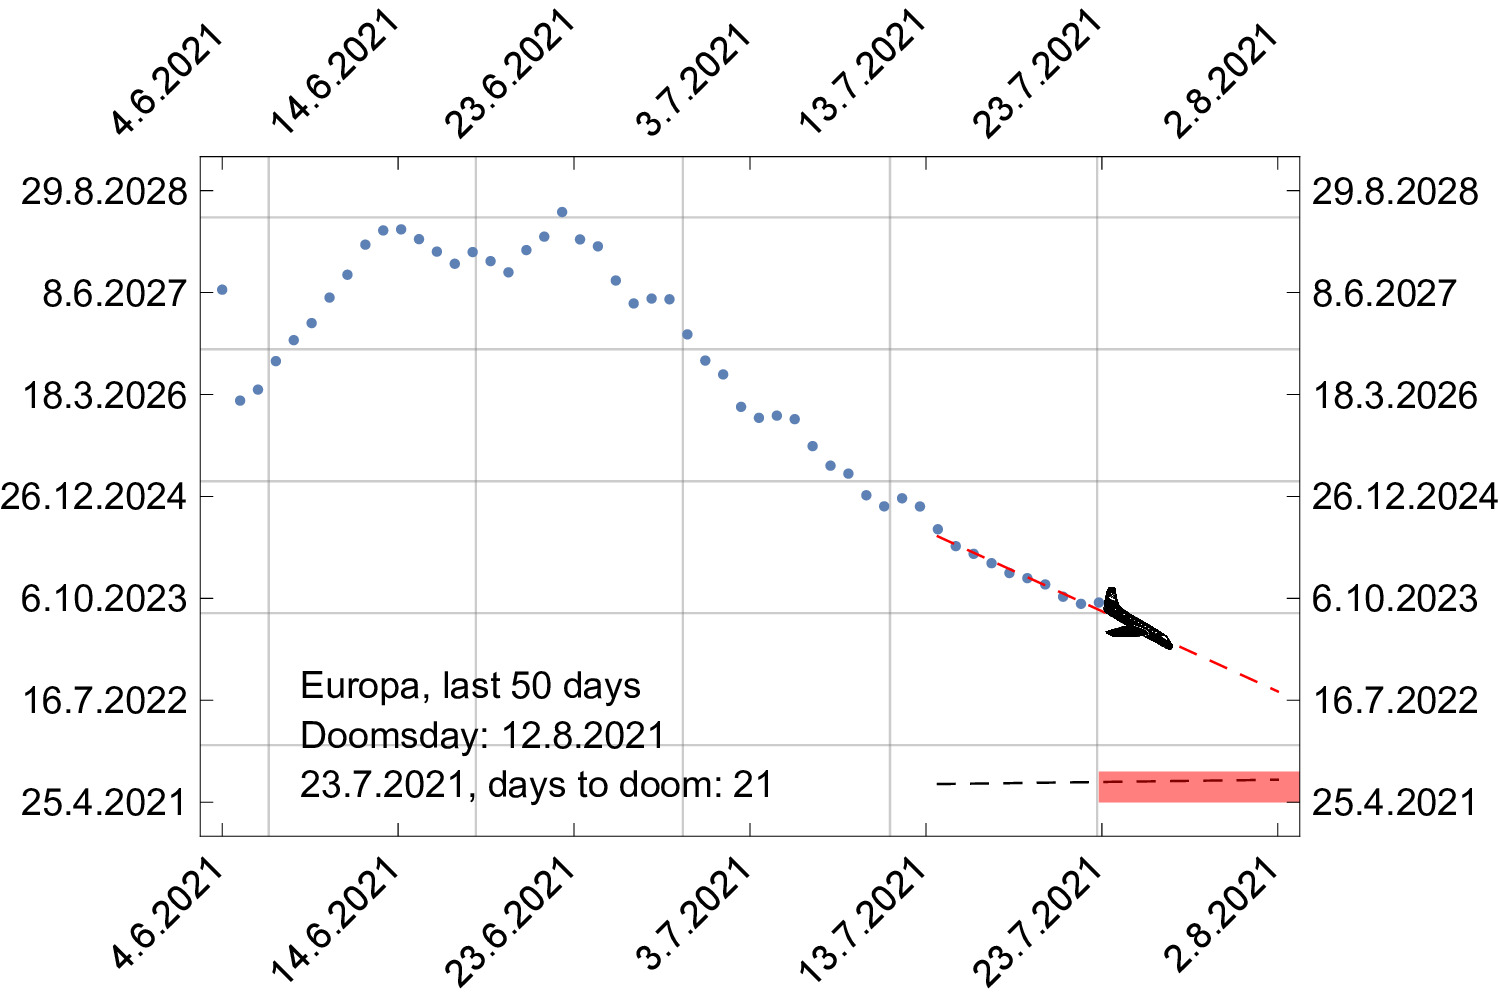 4.6.2021 14.6.2021 23.6.2021 3.7.2021 13.7.2021 23.7.2021 2.8.2021
29.8.2028 29.8.2028
8.6.2027 8.6.2027
18.3.2026 18.3.2026
26.12.2024 26.12.2024
6.10.2023 6.10.2023
Europa, last 50 days
16.7.2022 16.7.2022
Doomsday: 12.8.2021
23.7.2021, days to doom: 21
25.4.2021 25.4.2021
4.6.2021 14.6.2021 23.6.2021 3.7.2021 13.7.2021 23.7.2021 2.8.2021